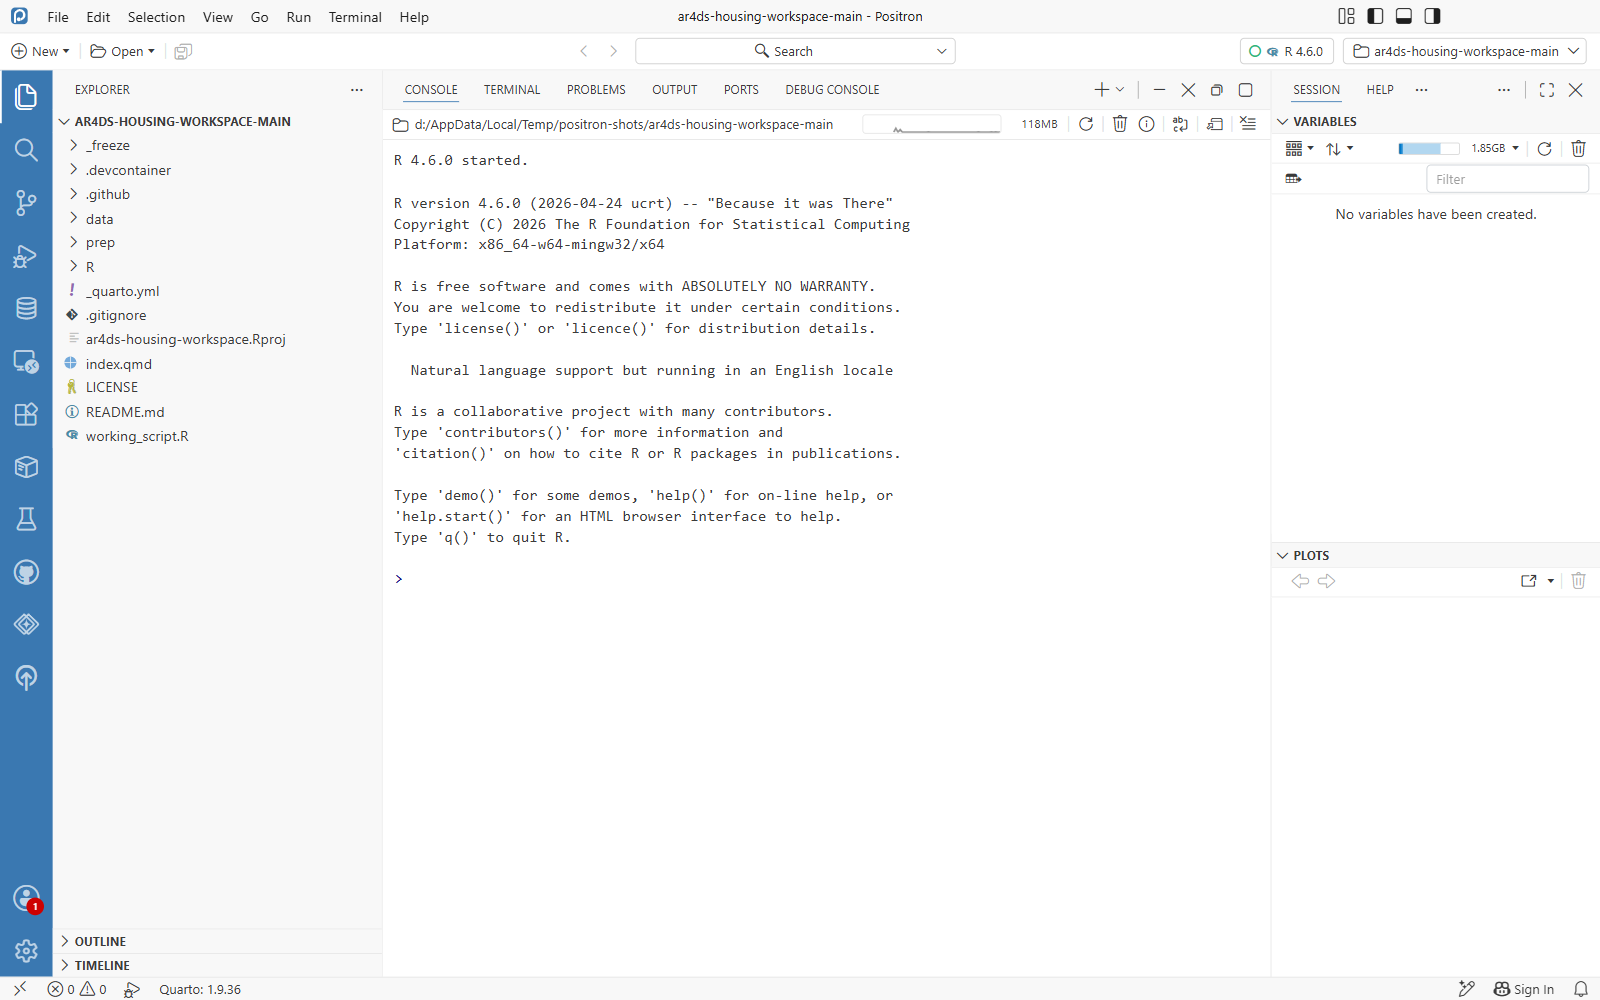 File Edit Selection View Go Run Terminal Help
ar4ds-housing-workspace-main - Positron
New
Open
Search
R 4.6.0
ar4ds-housing-workspace-main
EXPLORER
AR4DS-HOUSING-WORKSPACE-MAIN
_freeze
.devcontainer
.github
data
prep
R
_quarto.yml
.gitignore
ar4ds-housing-workspace.Rproj
index.qmd
LICENSE
README.md
working_script.R
OUTLINE
TIMELINE
CONSOLE TERMINAL PROBLEMS OUTPUT PORTS DEBUG CONSOLE
d:/AppData/Local/Temp/positron-shots/ar4ds-housing-workspace-main
118MB
R 4.6.0 started.
R version 4.6.0 (2026-04-24 ucrt) -- "Because it was There"
Copyright (C) 2026 The R Foundation for Statistical Computing
Platform: x86_64-w64-mingw32/x64
R is free software and comes with ABSOLUTELY NO WARRANTY.
You are welcome to redistribute it under certain conditions.
Type 'license()' or 'licence()' for distribution details.
Natural language support but running in an English locale
R is a collaborative project with many contributors.
Type 'contributors()' for more information and
'citation()' on how to cite R or R packages in publications.
Type 'demo()' for some demos, 'help()' for on-line help, or
'help.start()' for an HTML browser interface to help.
Type 'q()' to quit R.
>
SESSION HELP
VARIABLES
1.85GB
Filter
No variables have been created.
PLOTS
1
0 0 Quarto: 1.9.36
Sign In